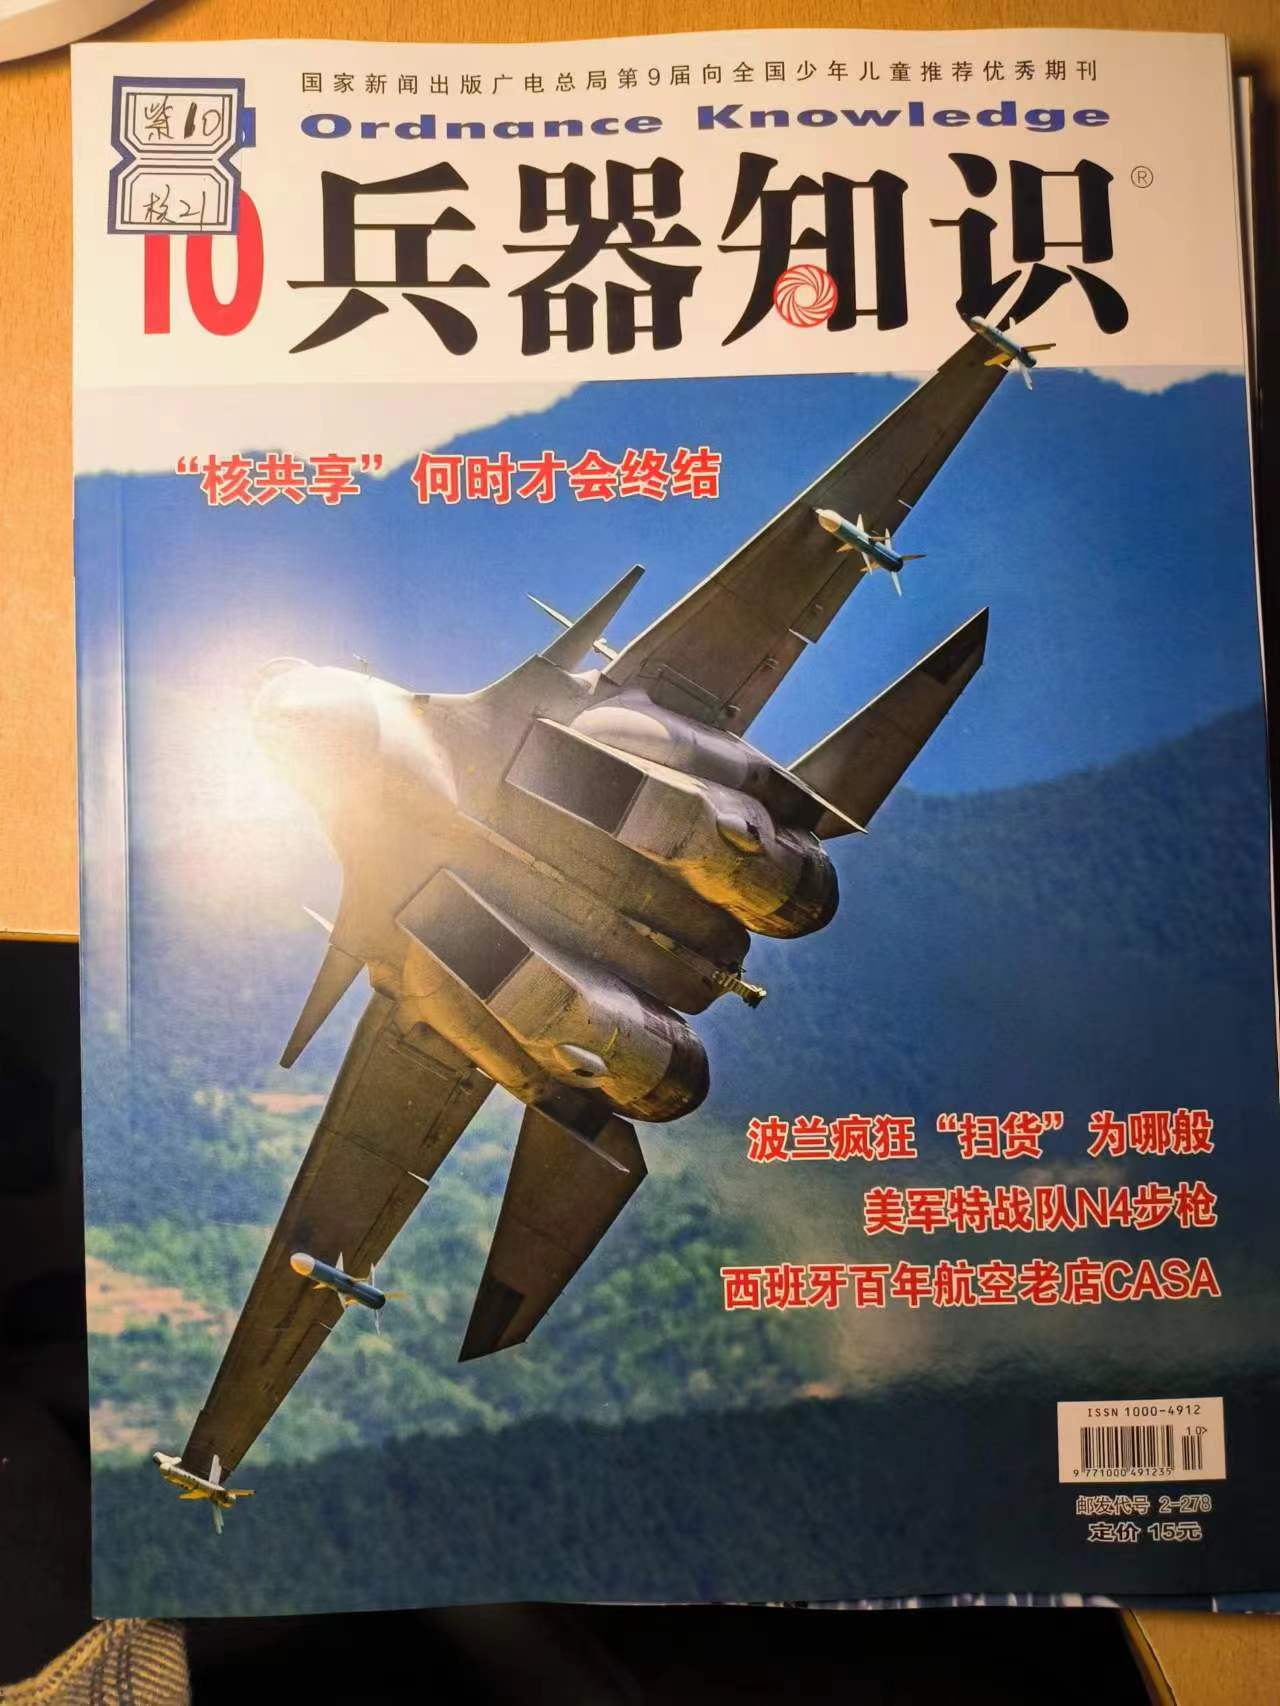 国家新闻出版广电总局第9届向全国少年儿童推荐优秀期刊
Ordnance Knowledge
紫10
核21
10
兵器知识®
“核共享”何时才会终结
波兰疯狂“扫货”为哪般
美军特战队N4步枪
西班牙百年航空老店CASA
ISSN 1000-4912
10>
9 771000 491235
邮发代号 2-278
定价 15元